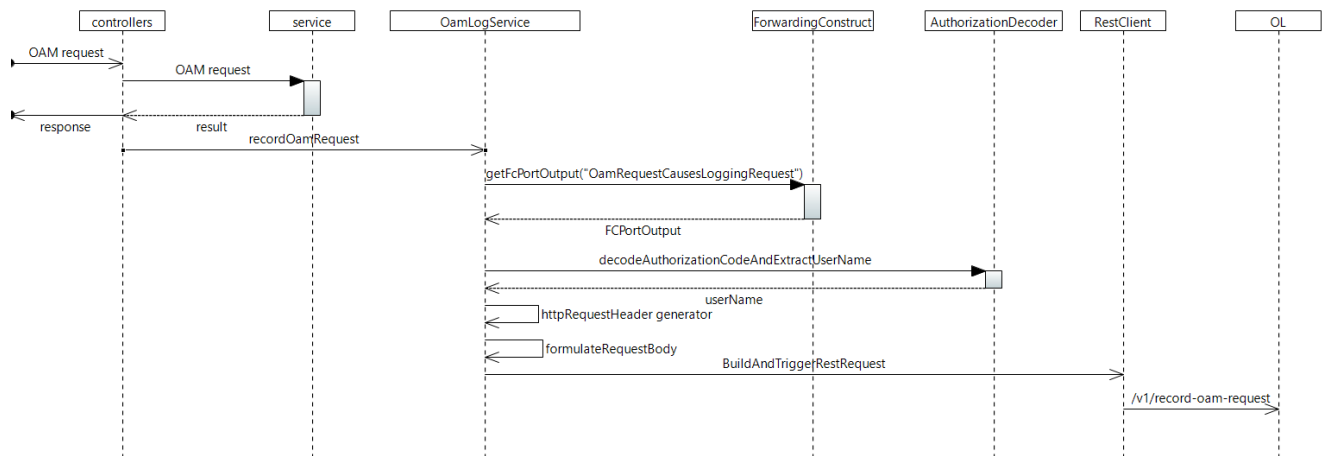 controllers
service
OamLogService
ForwardingConstruct
AuthorizationDecoder
RestClient
OL
OAM request
OAM request
response
result
recordOamRequest
getFcPortOutput("OamRequestCausesLoggingRequest")
FCPortOutput
decodeAuthorizationCodeAndExtractUserName
userName
httpRequestHeader generator
formulateRequestBody
BuildAndTriggerRestRequest
/v1/record-oam-request